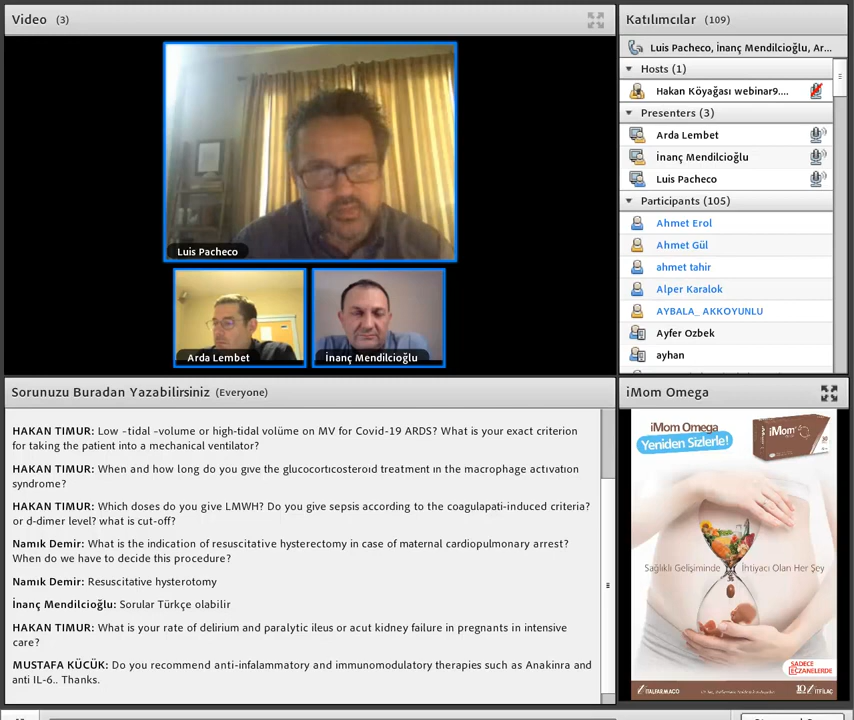 Video (3)
Luis Pacheco
Arda Lembet
İnanç Mendilcioğlu
Katılımcılar (109)
Luis Pacheco, İnanç Mendilcioğlu, Ar...
Hosts (1)
Hakan Köyağası webinar9....
Presenters (3)
Arda Lembet
İnanç Mendilcioğlu
Luis Pacheco
Participants (105)
Ahmet Erol
Ahmet Gül
ahmet tahir
Alper Karalok
AYBALA_ AKKOYUNLU
Ayfer Ozbek
ayhan
Sorunuzu Buradan Yazabilirsiniz (Everyone)
HAKAN TIMUR: Low -tidal -volume or high-tidal volüme on MV for Covid-19 ARDS? What is your exact criterion
for taking the patient into a mechanical ventilator?
HAKAN TIMUR: When and how long do you gıve the glucocortıcosteroıd treatment ın the macrophage actıvatıon
syndrome?
HAKAN TIMUR: Which doses do you give LMWH? Do you give sepsis according to the coagulapati-induced criteria?
or d-dimer level? what is cut-off?
Namık Demir: What is the indication of resuscitative hysterectomy in case of maternal cardiopulmonary arrest?
When do we have to decide this procedure?
Namık Demir: Resuscitative hysterotomy
İnanç Mendilcioğlu: Sorular Türkçe olabilir
HAKAN TIMUR: What is your rate of delirium and paralytic ileus or acut kidney failure in pregnants in intensive
care?
MUSTAFA KÜCÜK: Do you recommend anti-infalammatory and immunomodulatory therapies such as Anakinra and
anti IL-6.. Thanks.
iMom Omega
iMom Omega
Yeniden Sizlerle!
iMom
Sağlıklı Gelişiminde İhtiyacı Olan Her Şey
SADECE
ECZANELERDE
ITALFARMACO